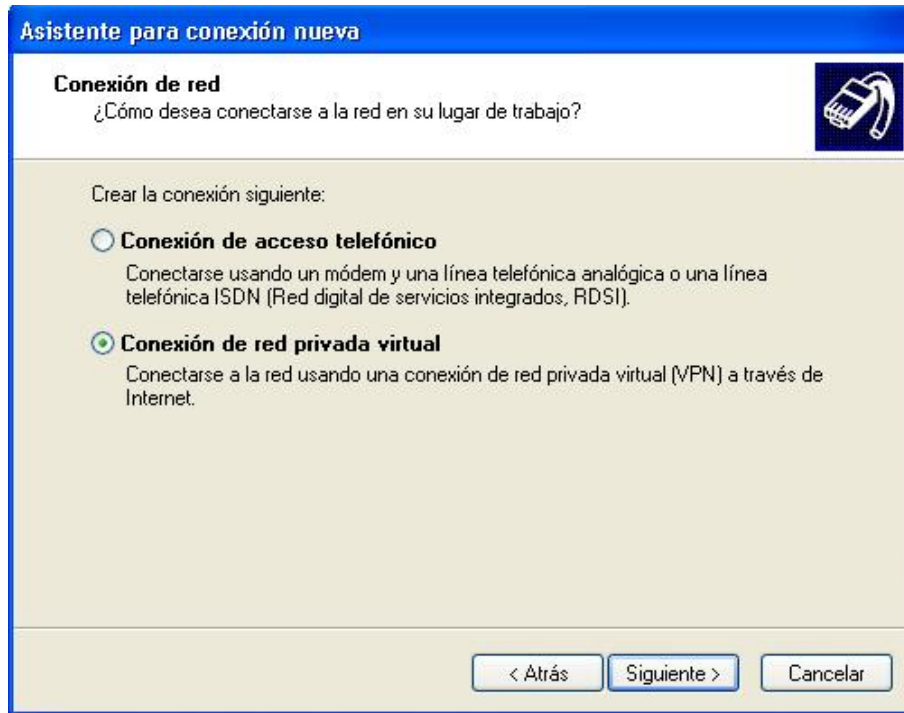 Asistente para conexión nueva
Conexión de red
¿Cómo desea conectarse a la red en su lugar de trabajo?
Crear la conexión siguiente:
Conexión de acceso telefónico
Conectarse usando un módem y una línea telefónica analógica o una línea
telefónica ISDN (Red digital de servicios integrados, RDSI).
Conexión de red privada virtual
Conectarse a la red usando una conexión de red privada virtual (VPN) a través de
Internet.
< Atrás
Siguiente >
Cancelar